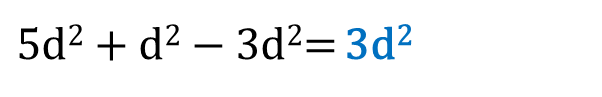 5d² + d² − 3d²= 3d²